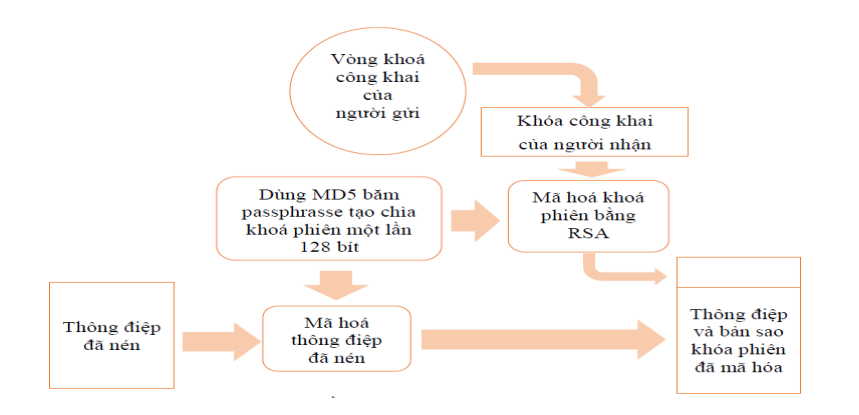 Vòng khoá
công khai
của
người gửi
Khóa công khai
của người nhận
Dùng MD5 băm
passphrasse tạo chìa
khoá phiên một lần
128 bít
Mã hoá khoá
phiên bằng
RSA
Thông điệp
đã nén
Mã hoá
thông điệp
đã nén
Thông điệp
và bản sao
khóa phiên
đã mã hóa